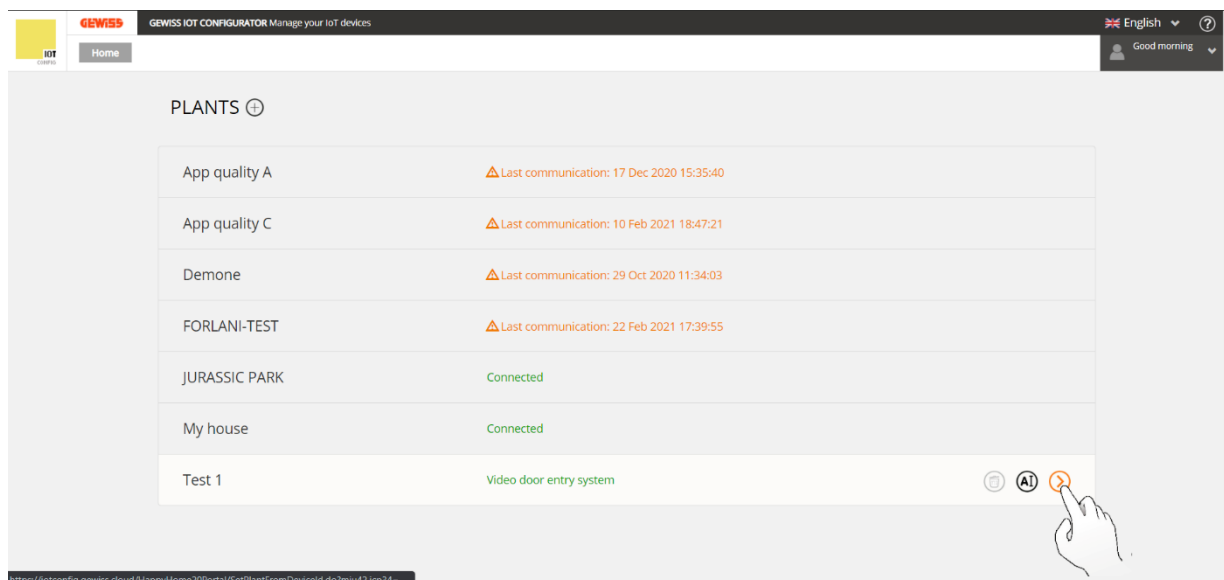 GEWISS GEWISS IOT CONFIGURATOR Manage your IoT devices English ?
IOT
CONFIG
Home Good morning
PLANTS
App quality A Last communication: 17 Dec 2020 15:35:40
App quality C Last communication: 10 Feb 2021 18:47:21
Demone Last communication: 29 Oct 2020 11:34:03
FORLANI-TEST Last communication: 22 Feb 2021 17:39:55
JURASSIC PARK Connected
My house Connected
Test 1 Video door entry system AI